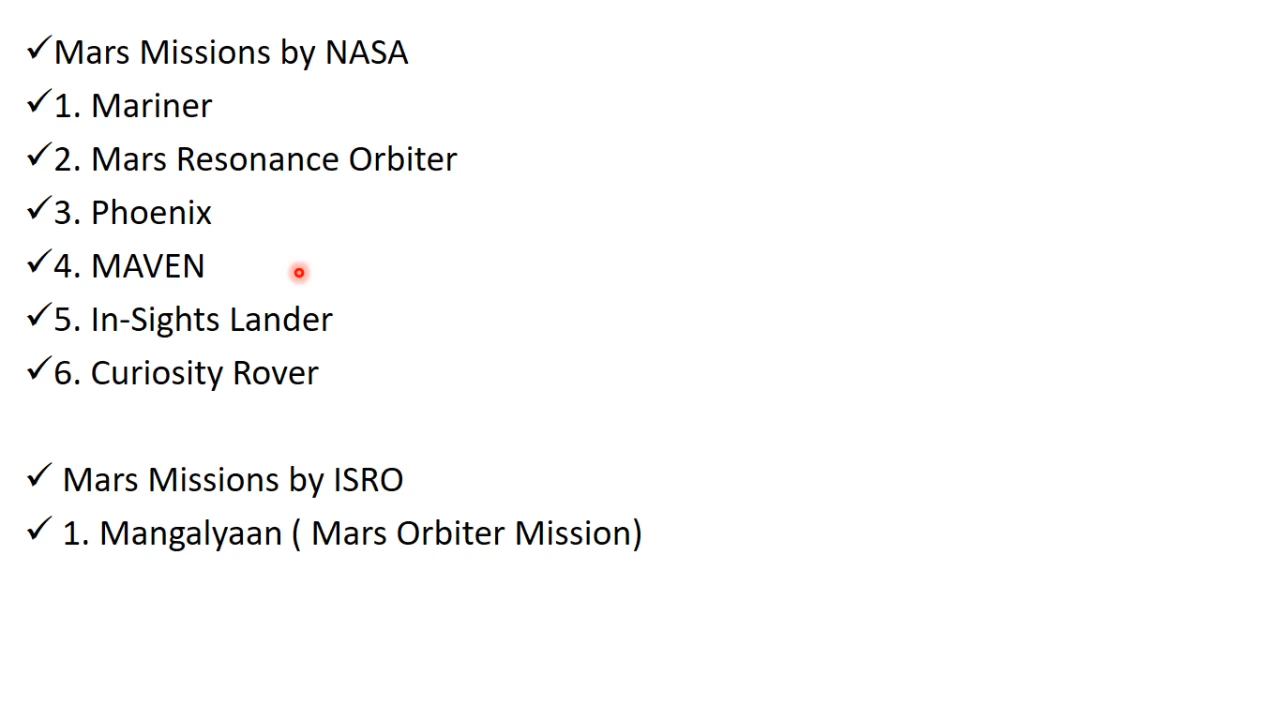 ✓Mars Missions by NASA
✓1. Mariner
✓2. Mars Resonance Orbiter
✓3. Phoenix
✓4. MAVEN
✓5. In-Sights Lander
✓6. Curiosity Rover
✓ Mars Missions by ISRO
✓ 1. Mangalyaan ( Mars Orbiter Mission)